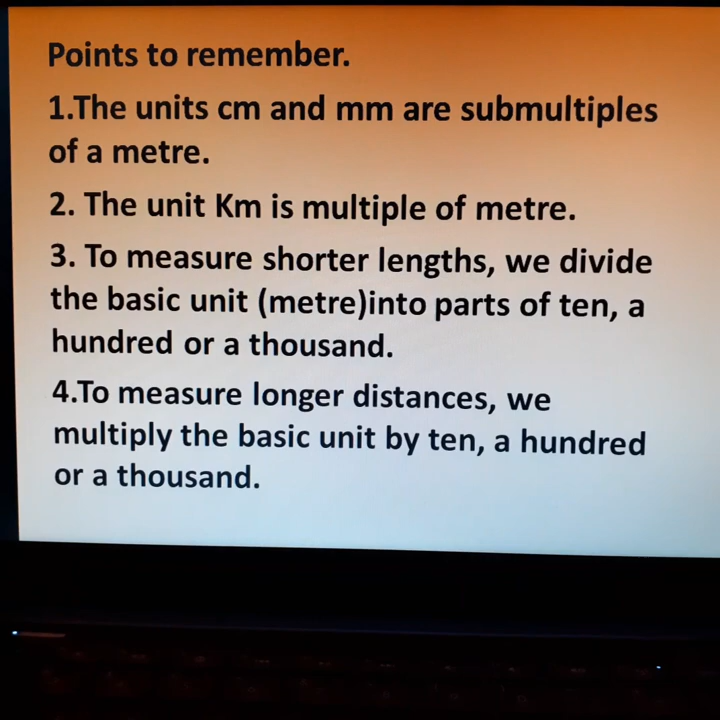 Points to remember.
1.The units cm and mm are submultiples
of a metre.
2. The unit Km is multiple of metre.
3. To measure shorter lengths, we divide
the basic unit (metre)into parts of ten, a
hundred or a thousand.
4.To measure longer distances, we
multiply the basic unit by ten, a hundred
or a thousand.